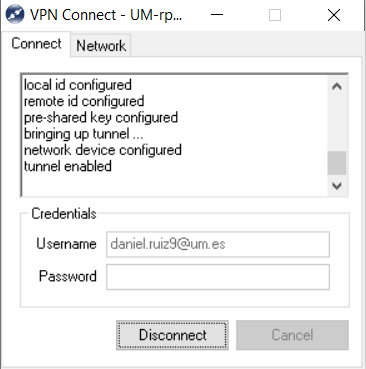 VPN Connect - UM-rp...
Connect Network
local id configured
remote id configured
pre-shared key configured
bringing up tunnel ...
network device configured
tunnel enabled
Credentials
Username daniel.ruiz9@um.es
Password
Disconnect Cancel